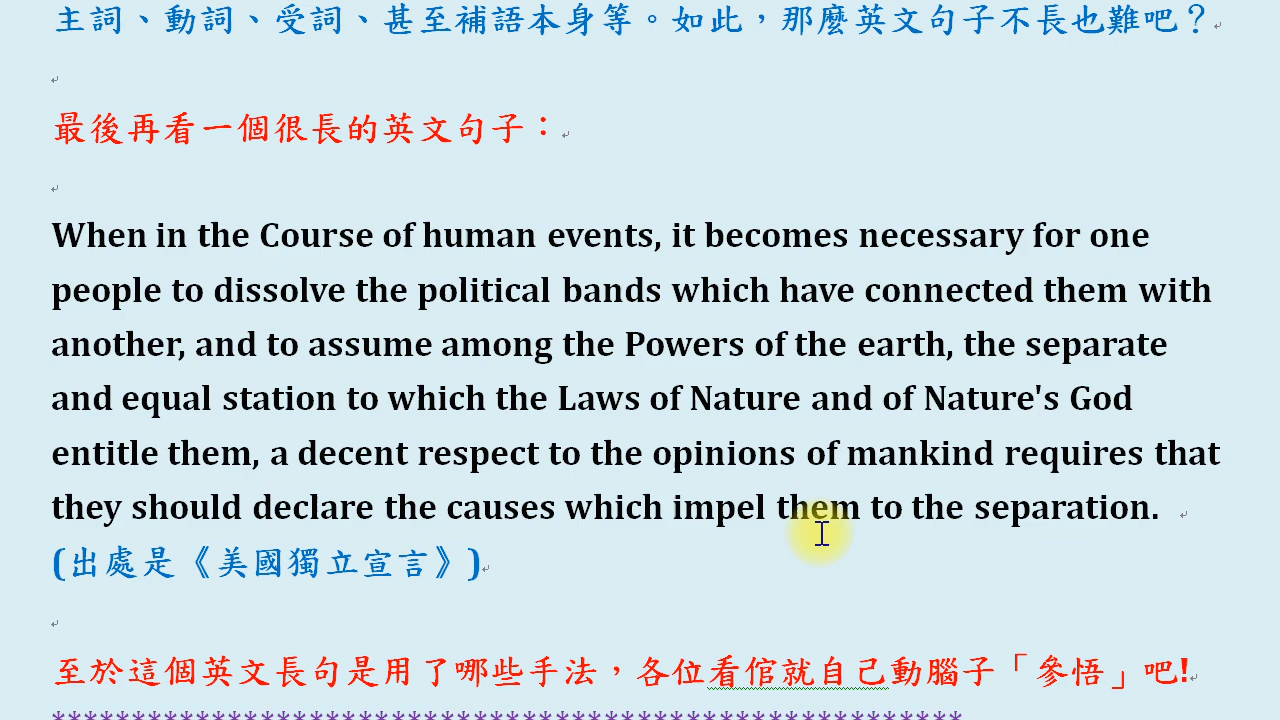 主詞、動詞、受詞、甚至補語本身等。如此，那麼英文句子不長也難吧？
最後再看一個很長的英文句子：
When in the Course of human events, it becomes necessary for one
people to dissolve the political bands which have connected them with
another, and to assume among the Powers of the earth, the separate
and equal station to which the Laws of Nature and of Nature's God
entitle them, a decent respect to the opinions of mankind requires that
they should declare the causes which impel them to the separation.
(出處是《美國獨立宣言》)
至於這個英文長句是用了哪些手法，各位看倌就自己動腦子「參悟」吧!
**********************************************************